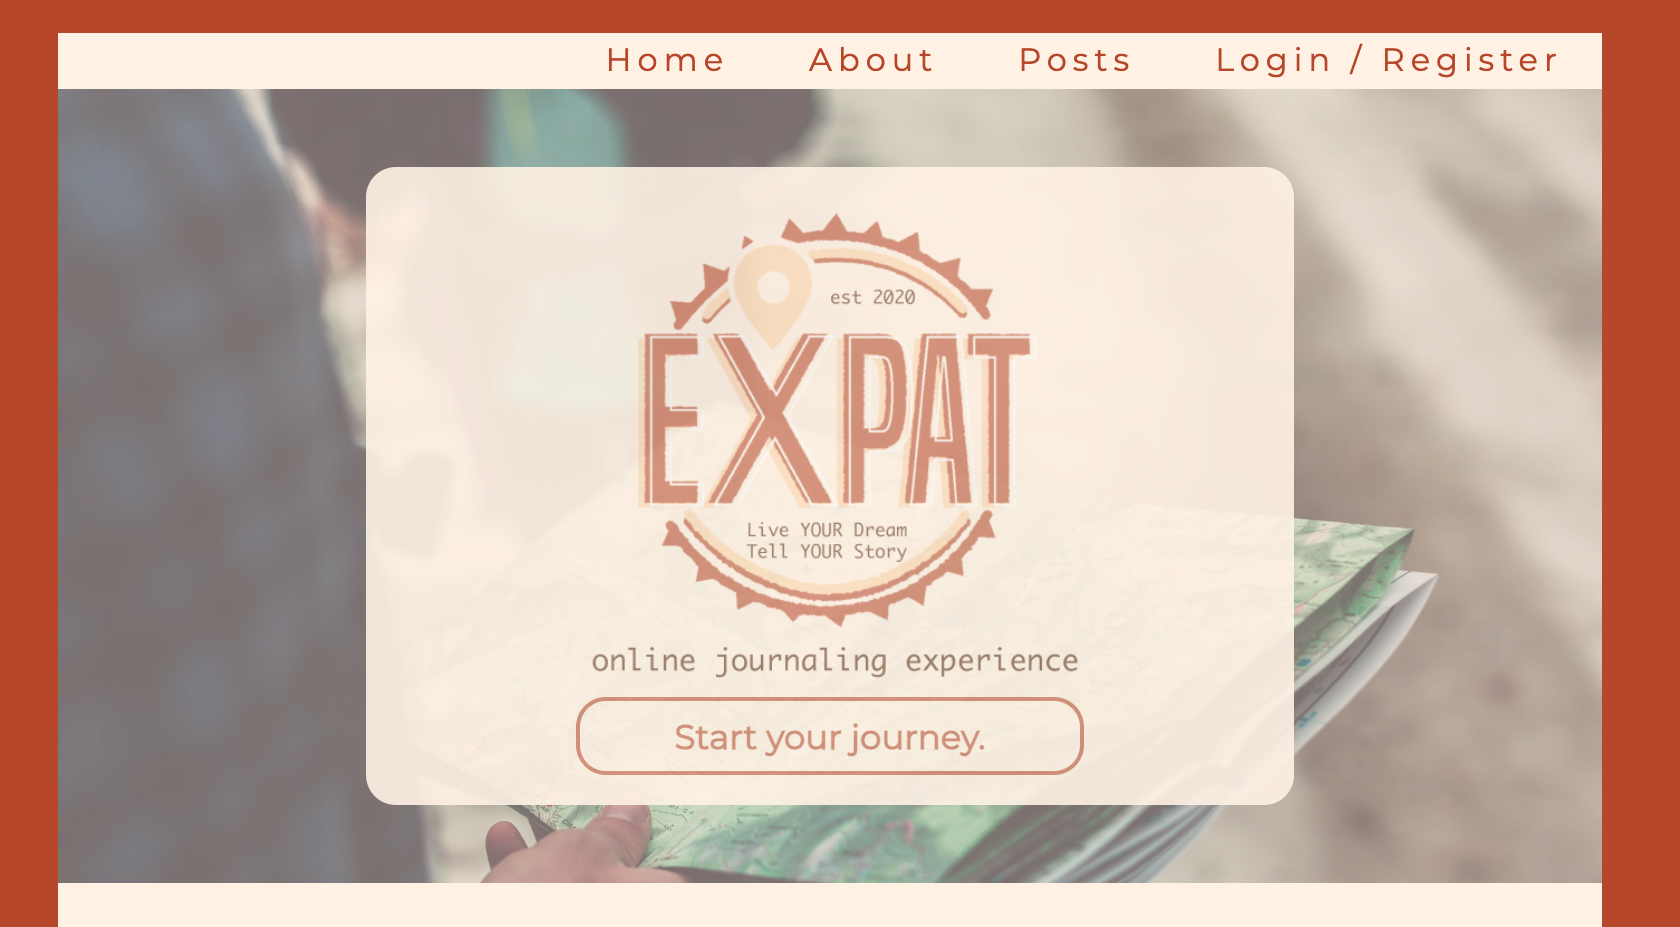 Home About Posts Login / Register
est 2020
EXPAT
Live YOUR Dream
Tell YOUR Story
online journaling experience
Start your journey.